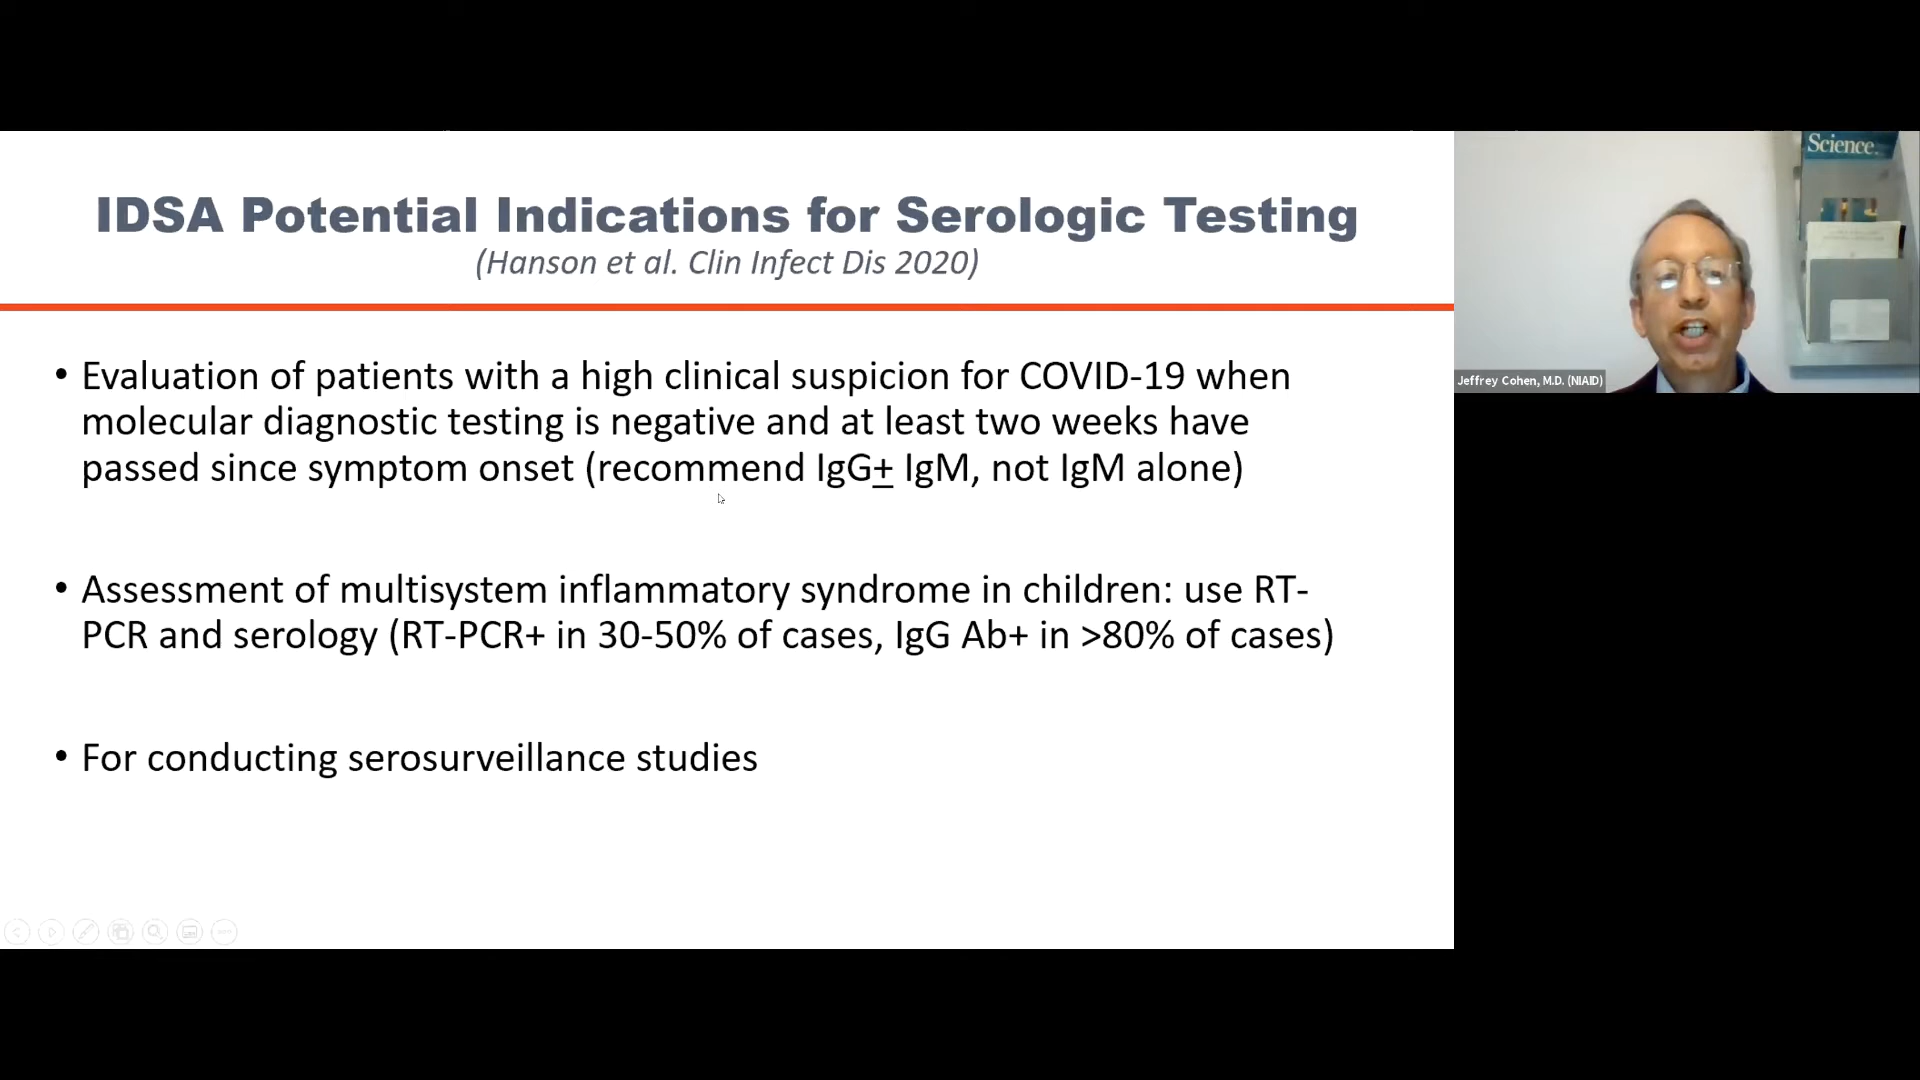 IDSA Potential Indications for Serologic Testing
(Hanson et al. Clin Infect Dis 2020)
• Evaluation of patients with a high clinical suspicion for COVID-19 when
molecular diagnostic testing is negative and at least two weeks have
passed since symptom onset (recommend IgG± IgM, not IgM alone)
• Assessment of multisystem inflammatory syndrome in children: use RT-
PCR and serology (RT-PCR+ in 30-50% of cases, IgG Ab+ in >80% of cases)
• For conducting serosurveillance studies
Science
Jeffrey Cohen, M.D. (NIAID)